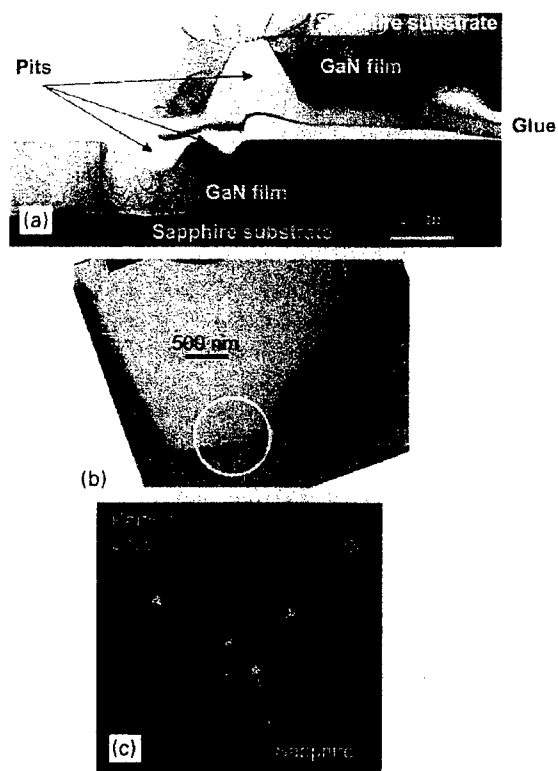 Sapphire substrate
Pits
GaN film
Glue
GaN film
(a)
Sapphire substrate
500 nm
(b)
(c)
Sapphire